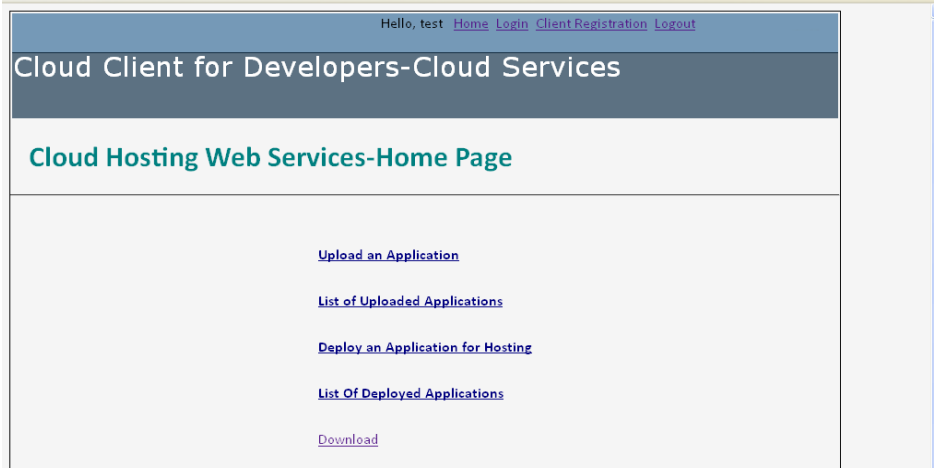 Hello, test Home Login Client Registration Logout
Cloud Client for Developers-Cloud Services
Cloud Hosting Web Services-Home Page
Upload an Application
List of Uploaded Applications
Deploy an Application for Hosting
List Of Deployed Applications
Download